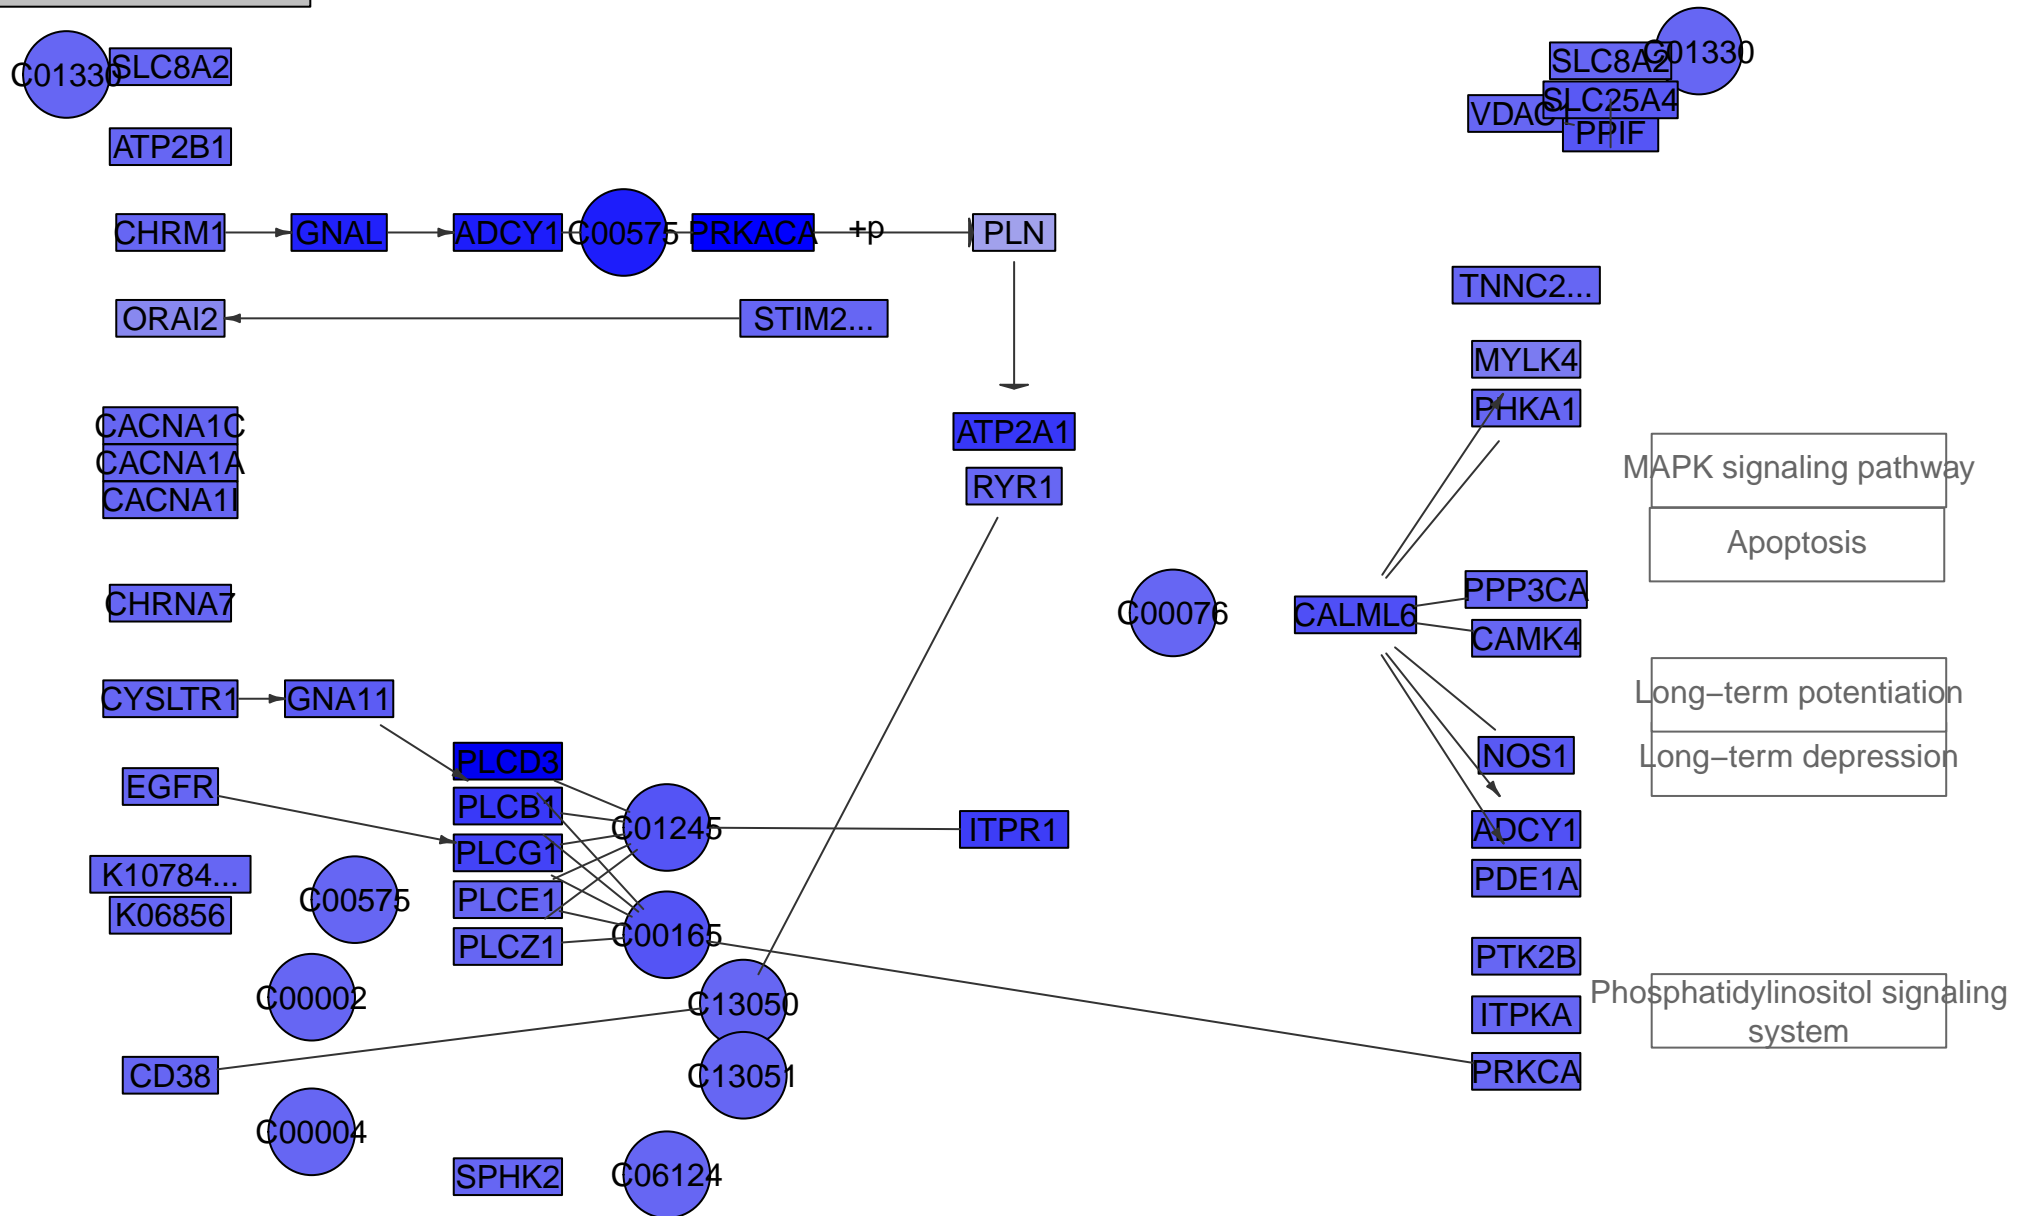 C01330
SLC8A2
SLC8A2
C01330
SLC25A4
VDAC1
PPIF
ATP2B1
CHRM1
GNAL
ADCY1
C00575
PRKACA
+p
PLN
TNNC2...
ORAI2
STIM2...
MYLK4
PHKA1
CACNA1C
CACNA1A
CACNA1I
ATP2A1
RYR1
MAPK signaling pathway
Apoptosis
CHRNA7
C00076
CALML6
PPP3CA
CAMK4
CYSLTR1
GNA11
Long−term potentiation
Long−term depression
NOS1
PLCD3
EGFR
PLCB1
C01245
ITPR1
ADCY1
PLCG1
K10784...
PDE1A
K06856
C00575
PLCE1
PLCZ1
C00165
PTK2B
C00002
C13050
ITPKA
Phosphatidylinositol signaling
system
CD38
C13051
PRKCA
C00004
SPHK2
C06124